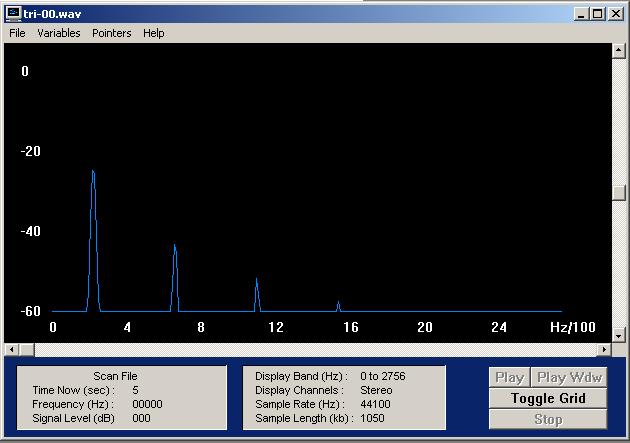 tri-00.wav
File Variables Pointers Help
0
-20
-40
-60
0 4 8 12 16 20 24 Hz/100
Scan File
Time Now (sec) : 5
Frequency (Hz) : 00000
Signal Level (dB) 000
Display Band (Hz) : 0 to 2756
Display Channels : Stereo
Sample Rate (Hz) : 44100
Sample Length (kb) : 1050
Play Play Wdw
Toggle Grid
Stop